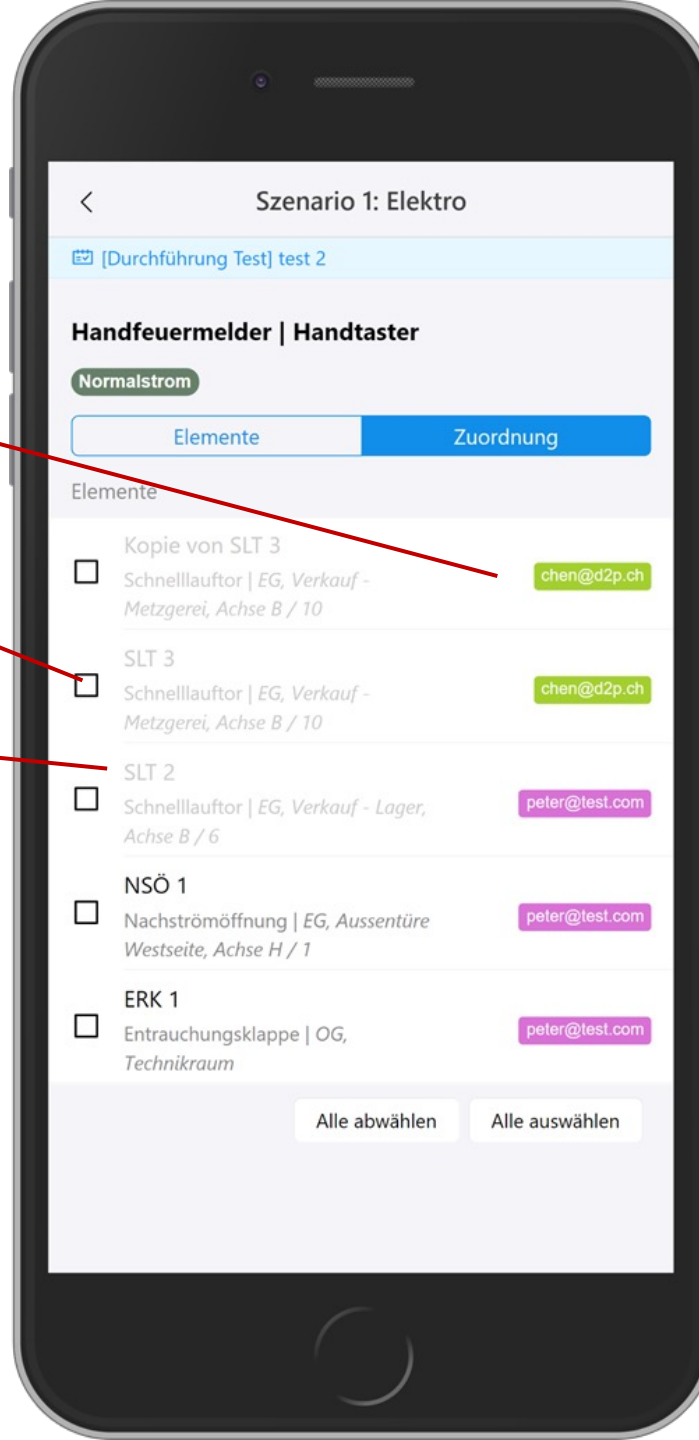 Szenario 1: Elektro
[Durchführung Test] test 2
Handfeuermelder | Handtaster
Normalstrom
Elemente Zuordnung
Elemente
Kopie von SLT 3
Schnelllauftor | EG, Verkauf - chen@d2p.ch
Metzgerei, Achse B / 10
SLT 3
Schnelllauftor | EG, Verkauf - chen@d2p.ch
Metzgerei, Achse B / 10
SLT 2
Schnelllauftor | EG, Verkauf - Lager, peter@test.com
Achse B / 6
NSÖ 1
Nachströmöffnung | EG, Aussentüre peter@test.com
Westseite, Achse H / 1
ERK 1
Entrauchungsklappe | OG, peter@test.com
Technikraum
Alle abwählen Alle auswählen